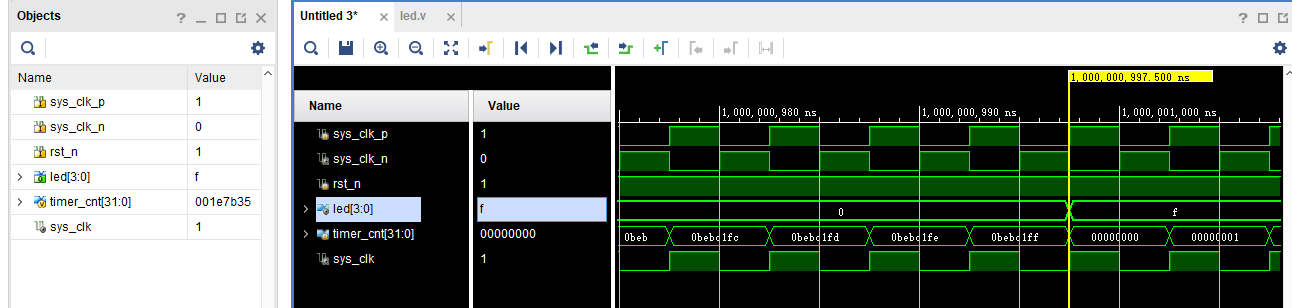 Objects
Name Value
sys_clk_p 1
sys_clk_n 0
rst_n 1
led[3:0] f
timer_cnt[31:0] 001e7b35
sys_clk 1
Untitled 3* led.v
1,000,000,997.500 ns
Name Value
1,000,000,980 ns 1,000,000,990 ns 1,000,001,000 ns
sys_clk_p 1
sys_clk_n 0
rst_n 1
led[3:0] f 0 f
timer_cnt[31:0] 00000000 0beb 0bebc1fc 0bebc1fd 0bebc1fe 0bebc1ff 00000000 00000001
sys_clk 1